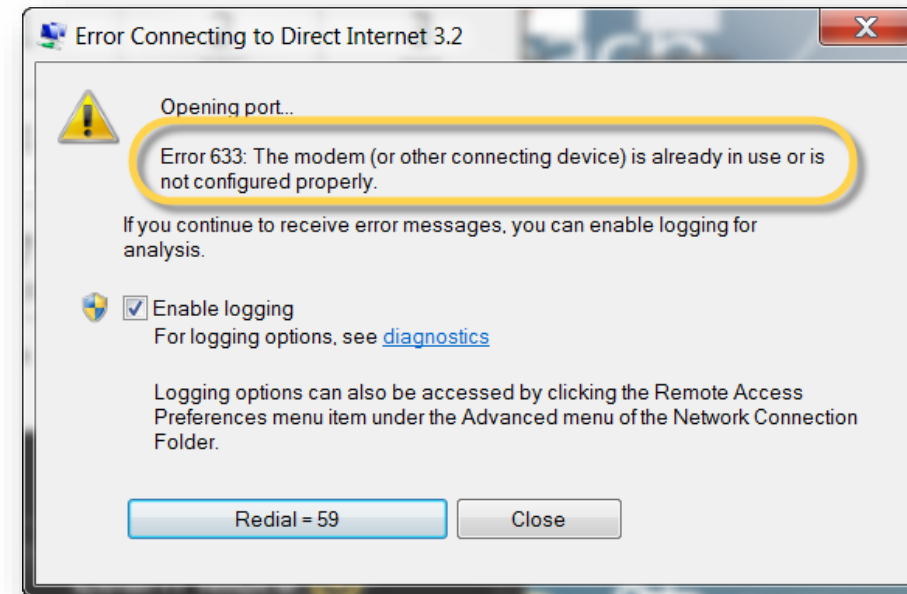 Error Connecting to Direct Internet 3.2
X
Opening port...
Error 633: The modem (or other connecting device) is already in use or is
not configured properly.
If you continue to receive error messages, you can enable logging for
analysis.
Enable logging
For logging options, see diagnostics
Logging options can also be accessed by clicking the Remote Access
Preferences menu item under the Advanced menu of the Network Connection
Folder.
Redial = 59
Close